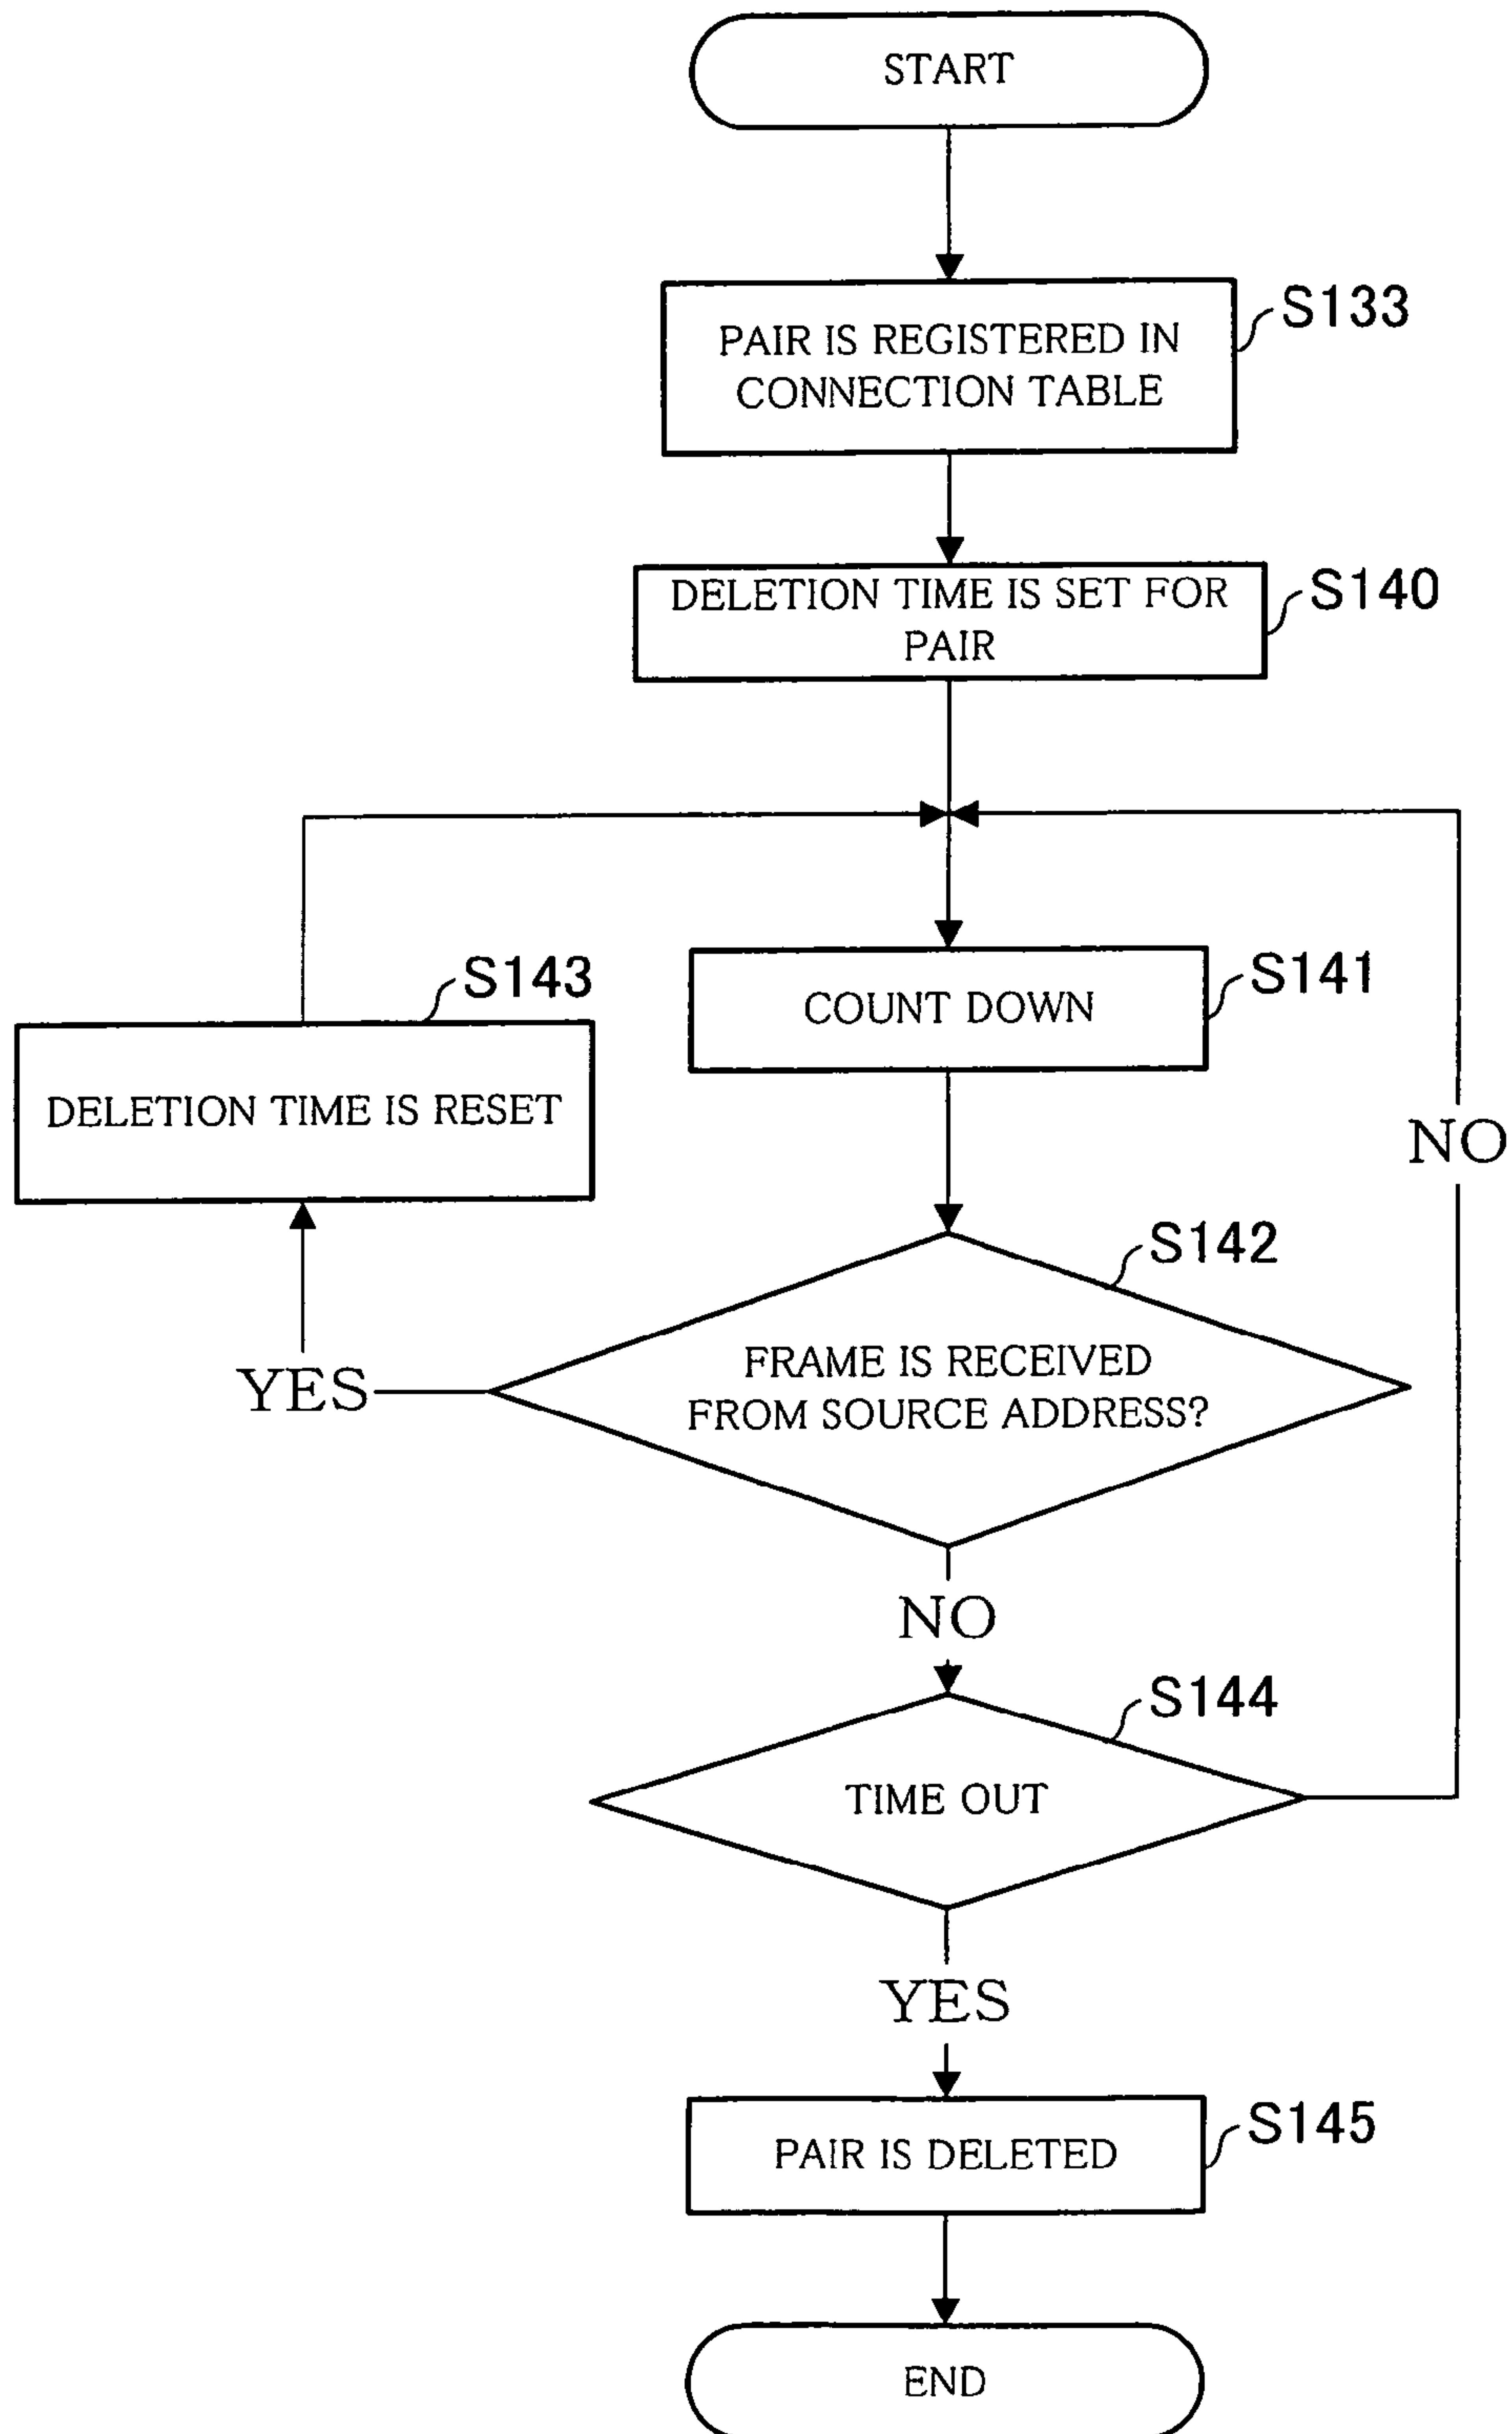 START
S133
PAIR IS REGISTERED IN
CONNECTION TABLE
S140
DELETION TIME IS SET FOR
PAIR
S143
S141
COUNT DOWN
DELETION TIME IS RESET
NO
S142
FRAME IS RECEIVED
FROM SOURCE ADDRESS?
YES
NO
S144
TIME OUT
YES
S145
PAIR IS DELETED
END